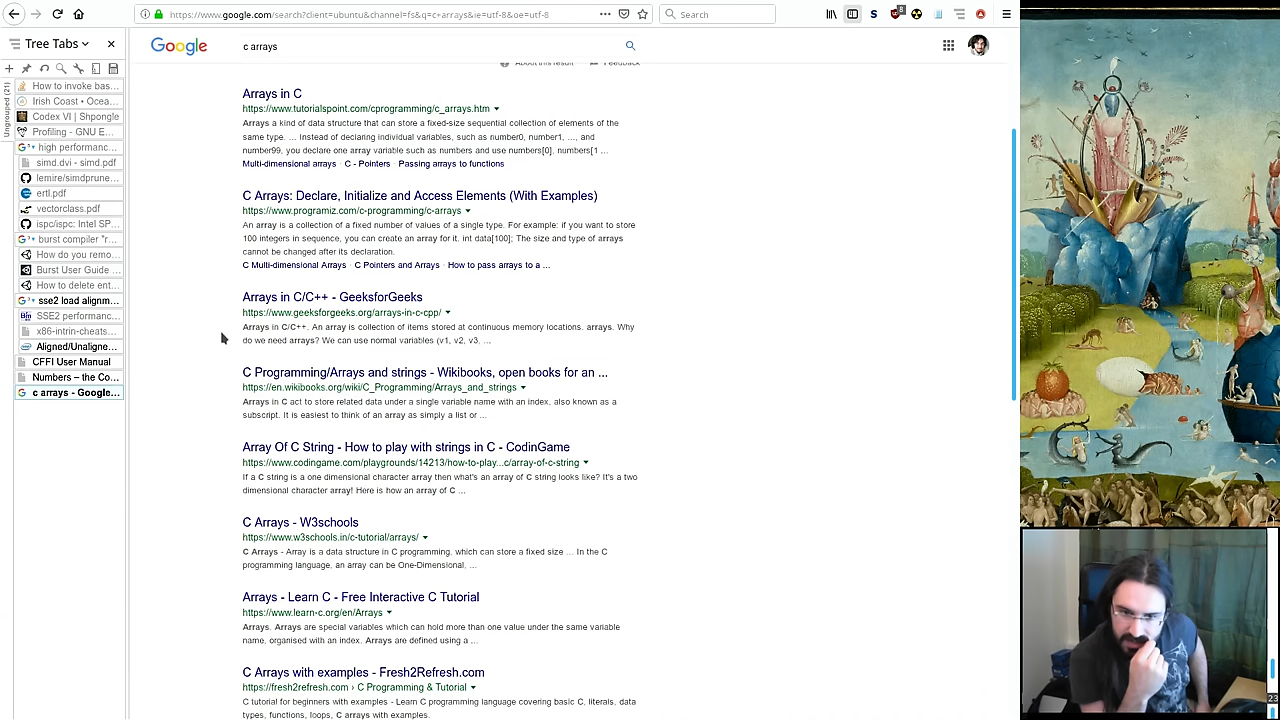 https://www.google.com/search?client=ubuntu&channel=fs&q=c+arrays&ie=utf-8&oe=utf-8
Search
8
Tree Tabs
Ungrouped (21)
How to invoke bas...
Irish Coast • Ocea...
Codex VI | Shpongle
Profiling - GNU E...
high performanc...
simd.dvi - simd.pdf
lemire/simdprune...
ertl.pdf
vectorclass.pdf
ispc/ispc: Intel SP...
burst compiler "r...
How do you remo...
Burst User Guide ...
How to delete ent...
sse2 load alignm...
SSE2 performanc...
x86-intrin-cheats...
Aligned/Unaligne...
CFFI User Manual
Numbers – the Co...
c arrays - Google...
Google
c arrays
About this result Feedback
Arrays in C
https://www.tutorialspoint.com/cprogramming/c_arrays.htm
Arrays a kind of data structure that can store a fixed-size sequential collection of elements of the
same type. ... Instead of declaring individual variables, such as number0, number1, ..., and
number99, you declare one array variable such as numbers and use numbers[0], numbers[1 ...
Multi-dimensional arrays · C - Pointers · Passing arrays to functions
C Arrays: Declare, Initialize and Access Elements (With Examples)
https://www.programiz.com/c-programming/c-arrays
An array is a collection of a fixed number of values of a single type. For example: if you want to store
100 integers in sequence, you can create an array for it. int data[100]; The size and type of arrays
cannot be changed after its declaration.
C Multi-dimensional Arrays · C Pointers and Arrays · How to pass arrays to a ...
Arrays in C/C++ - GeeksforGeeks
https://www.geeksforgeeks.org/arrays-in-c-cpp/
Arrays in C/C++. An array is collection of items stored at continuous memory locations. arrays. Why
do we need arrays? We can use normal variables (v1, v2, v3, ...
C Programming/Arrays and strings - Wikibooks, open books for an ...
https://en.wikibooks.org/wiki/C_Programming/Arrays_and_strings
Arrays in C act to store related data under a single variable name with an index, also known as a
subscript. It is easiest to think of an array as simply a list or ...
Array Of C String - How to play with strings in C - CodinGame
https://www.codingame.com/playgrounds/14213/how-to-play...c/array-of-c-string
If a C string is a one dimensional character array then what's an array of C string looks like? It's a two
dimensional character array! Here is how an array of C ...
C Arrays - W3schools
https://www.w3schools.in/c-tutorial/arrays/
C Arrays - Array is a data structure in C programming, which can store a fixed size ... In the C
programming language, an array can be One-Dimensional, ...
Arrays - Learn C - Free Interactive C Tutorial
https://www.learn-c.org/en/Arrays
Arrays. Arrays are special variables which can hold more than one value under the same variable
name, organised with an index. Arrays are defined using a ...
C Arrays with examples - Fresh2Refresh.com
https://fresh2refresh.com › C Programming & Tutorial
C tutorial for beginners with examples - Learn C programming language covering basic C, literals, data
types, functions, loops, C arrays with examples.
23